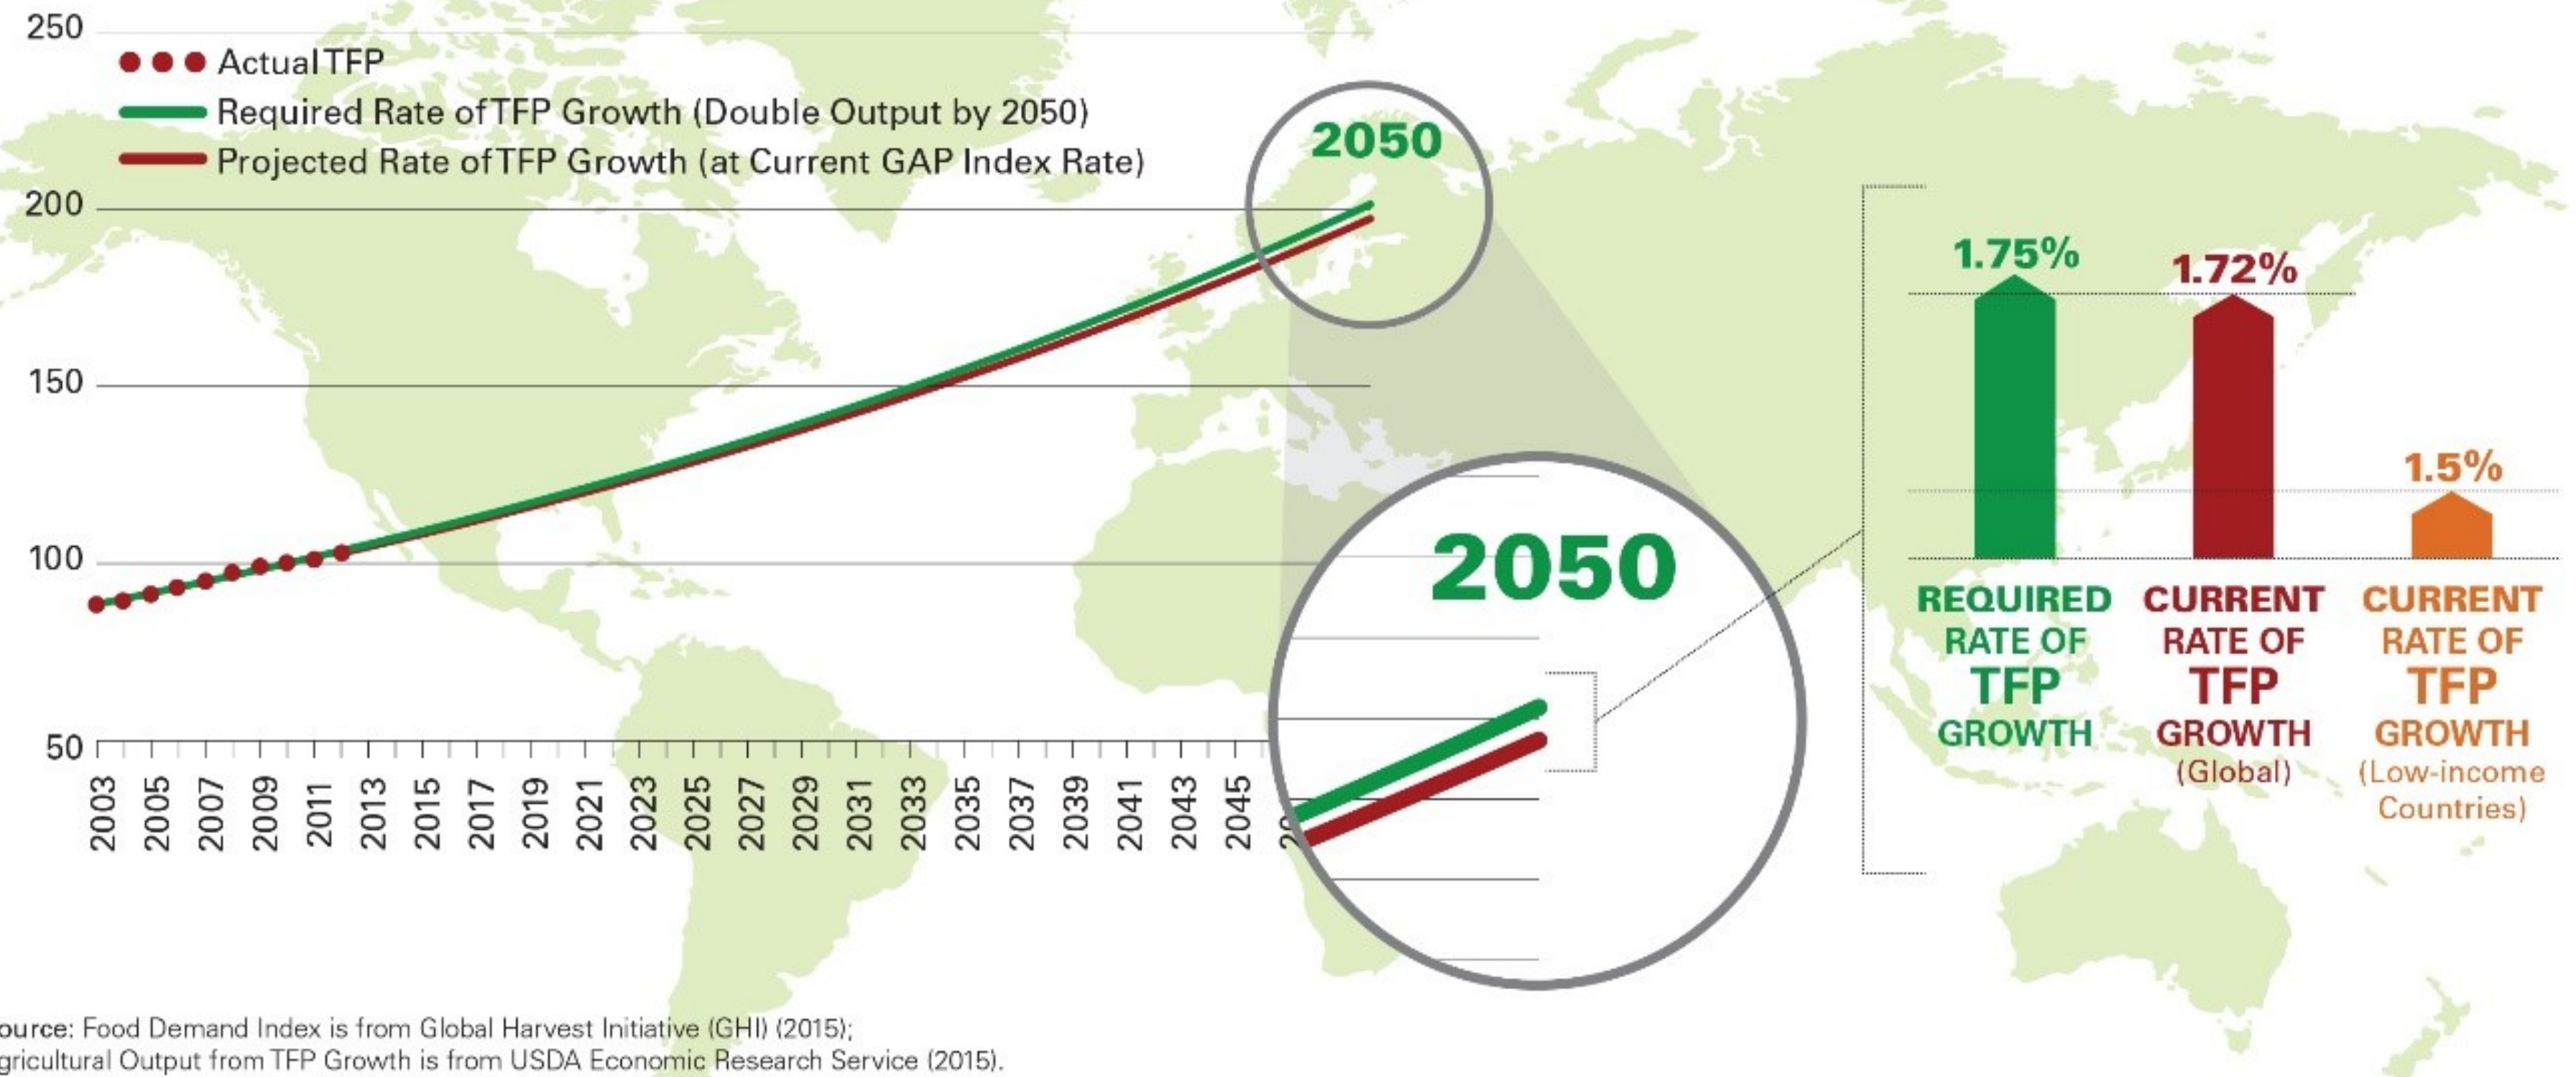 250
Actual TFP
Required Rate of TFP Growth (Double Output by 2050)
Projected Rate of TFP Growth (at Current GAP Index Rate)
200
150
100
50
2003
2005
2007
2009
2011
2013
2015
2017
2019
2021
2023
2025
2027
2029
2031
2033
2035
2037
2039
2041
2043
2045
2050
2050
1.75%
1.72%
1.5%
REQUIRED
RATE OF
TFP
GROWTH
CURRENT
RATE OF
TFP
GROWTH
(Global)
CURRENT
RATE OF
TFP
GROWTH
(Low-income
Countries)
ource: Food Demand Index is from Global Harvest Initiative (GHI) (2015);
gricultural Output from TFP Growth is from USDA Economic Research Service (2015).